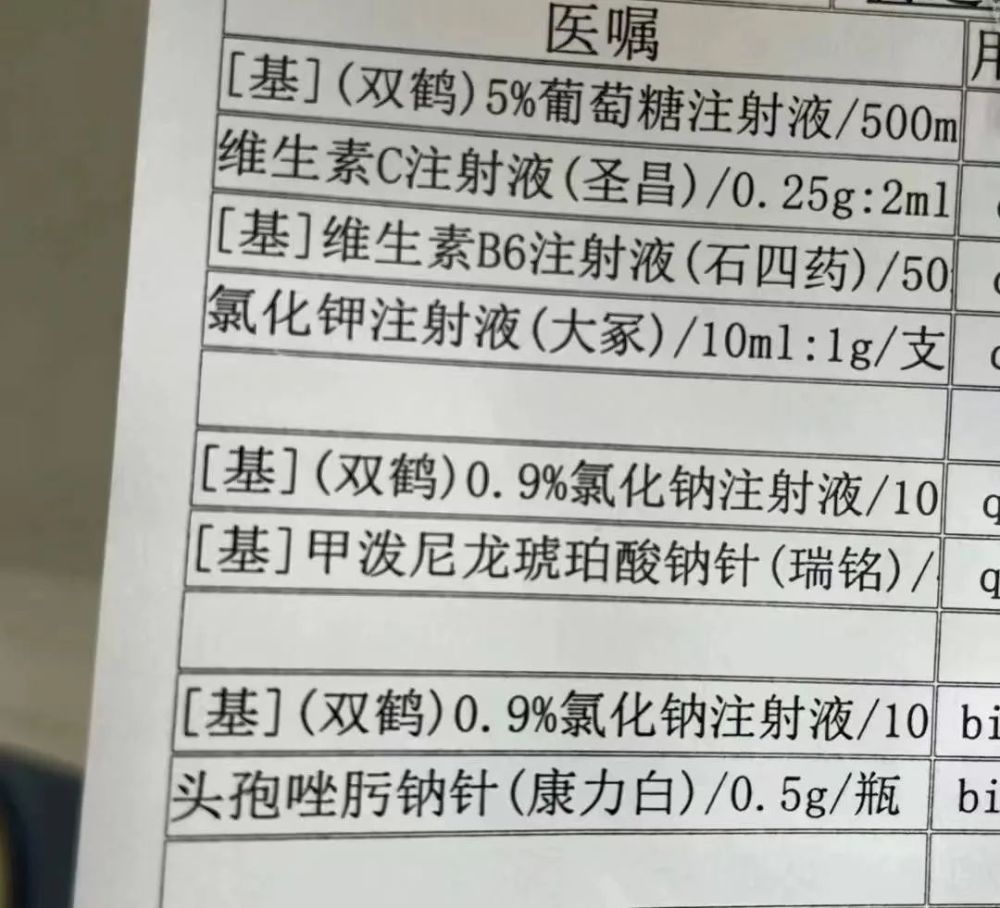 医嘱
[基](双鹤)5%葡萄糖注射液/500m
维生素C注射液(圣昌)/0.25g:2ml
[基]维生素B6注射液(石四药)/50
氯化钾注射液(大冢)/10ml:1g/支
[基](双鹤)0.9%氯化钠注射液/10 q
[基]甲泼尼龙琥珀酸钠针(瑞铭)/ q
[基](双鹤)0.9%氯化钠注射液/10 bi
头孢唑肟钠针(康力白)/0.5g/瓶 bi